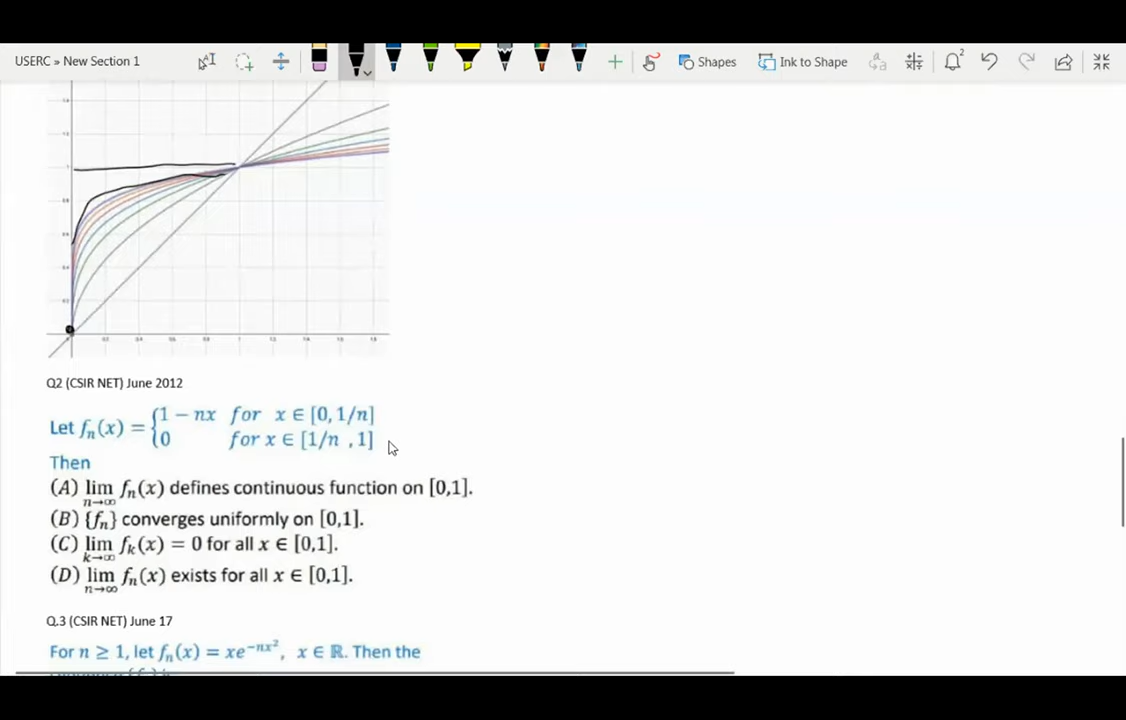 USERC » New Section 1
Shapes
Ink to Shape
2
Q2 (CSIR NET) June 2012
Let fₙ(x) = {1 − nx for x ∈ [0, 1/n]
0 for x ∈ [1/n , 1]
Then
(A) lim n→∞ fₙ(x) defines continuous function on [0,1].
(B) {fₙ} converges uniformly on [0,1].
(C) lim k→∞ fₖ(x) = 0 for all x ∈ [0,1].
(D) lim n→∞ fₙ(x) exists for all x ∈ [0,1].
Q.3 (CSIR NET) June 17
For n ≥ 1, let fₙ(x) = xe^{−nx²}, x ∈ ℝ. Then the